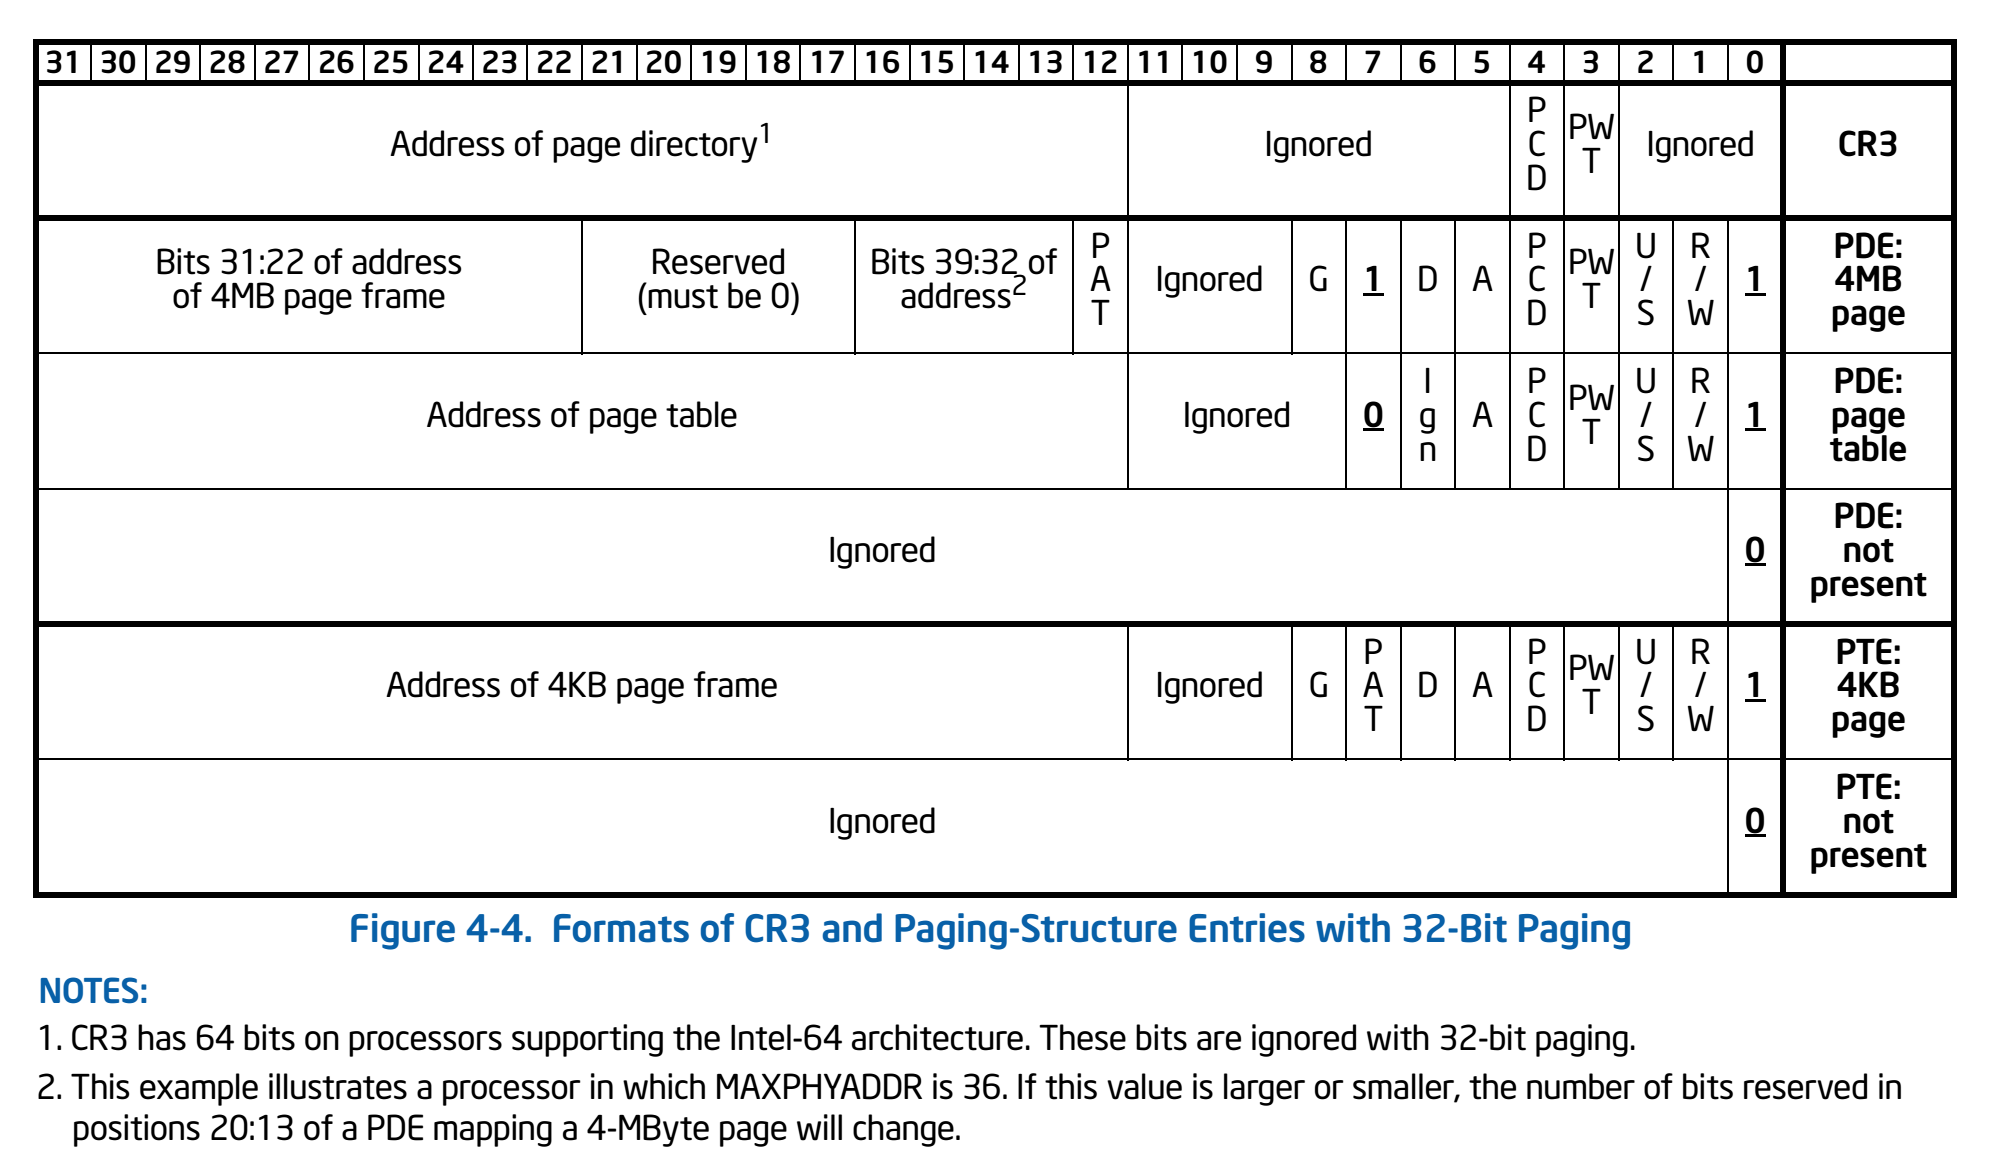 31 30 29 28 27 26 25 24 23 22 21 20 19 18 17 16 15 14 13 12 11 10 9 8 7 6 5 4 3 2 1 0
Address of page directory1 Ignored PCD PWT Ignored CR3
Bits 31:22 of address of 4MB page frame Reserved (must be 0) Bits 39:32 of address2 PAT Ignored G 1 D A PCD PWT U/S R/W 1 PDE: 4MB page
Address of page table Ignored 0 Ign A PCD PWT U/S R/W 1 PDE: page table
Ignored 0 PDE: not present
Address of 4KB page frame Ignored G PAT D A PCD PWT U/S R/W 1 PTE: 4KB page
Ignored 0 PTE: not present
Figure 4-4. Formats of CR3 and Paging-Structure Entries with 32-Bit Paging
NOTES:
1. CR3 has 64 bits on processors supporting the Intel-64 architecture. These bits are ignored with 32-bit paging.
2. This example illustrates a processor in which MAXPHYADDR is 36. If this value is larger or smaller, the number of bits reserved in
positions 20:13 of a PDE mapping a 4-MByte page will change.